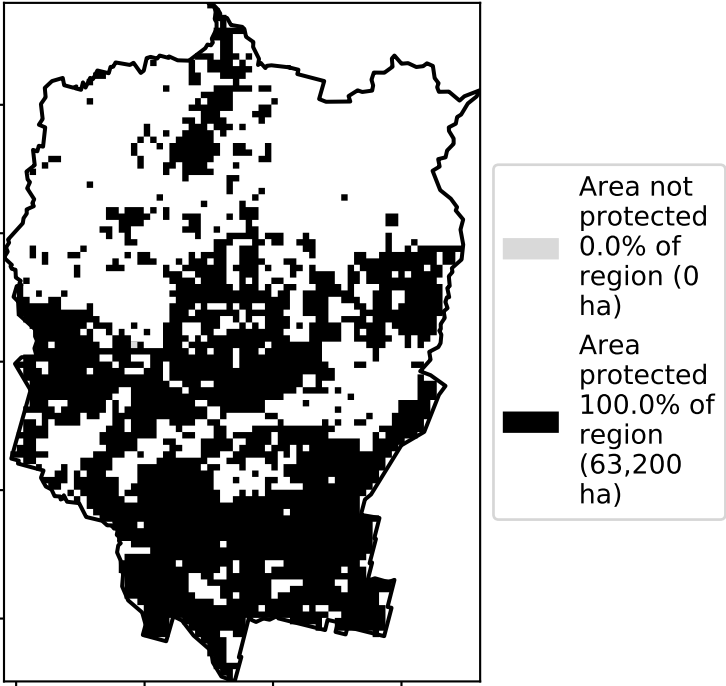 Area not
protected
0.0% of
region (0
ha)
Area
protected
100.0% of
region
(63,200
ha)